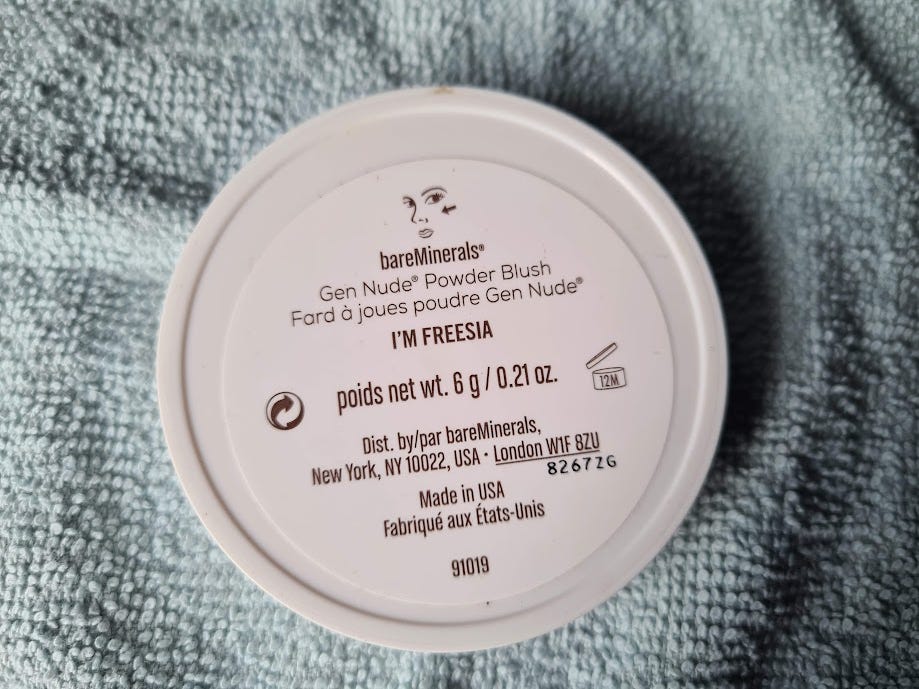 bareMinerals®
Gen Nude® Powder Blush
Fard à joues poudre Gen Nude®
I'M FREESIA
poids net wt. 6 g / 0.21 oz.
12M
Dist. by/par bareMinerals,
New York, NY 10022, USA • London W1F 8ZU
8267ZG
Made in USA
Fabriqué aux États-Unis
91019